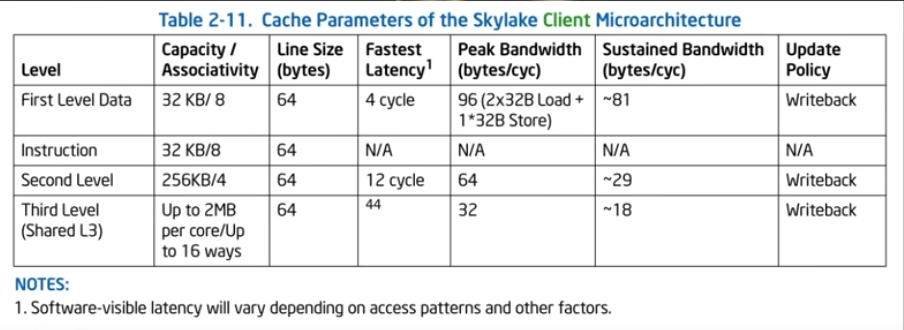 Table 2-11. Cache Parameters of the Skylake Client Microarchitecture
Level Capacity / Associativity Line Size (bytes) Fastest Latency1 Peak Bandwidth (bytes/cyc) Sustained Bandwidth (bytes/cyc) Update Policy
First Level Data 32 KB/ 8 64 4 cycle 96 (2x32B Load + 1*32B Store) ~81 Writeback
Instruction 32 KB/8 64 N/A N/A N/A N/A
Second Level 256KB/4 64 12 cycle 64 ~29 Writeback
Third Level (Shared L3) Up to 2MB per core/Up to 16 ways 64 44 32 ~18 Writeback
NOTES:
1. Software-visible latency will vary depending on access patterns and other factors.